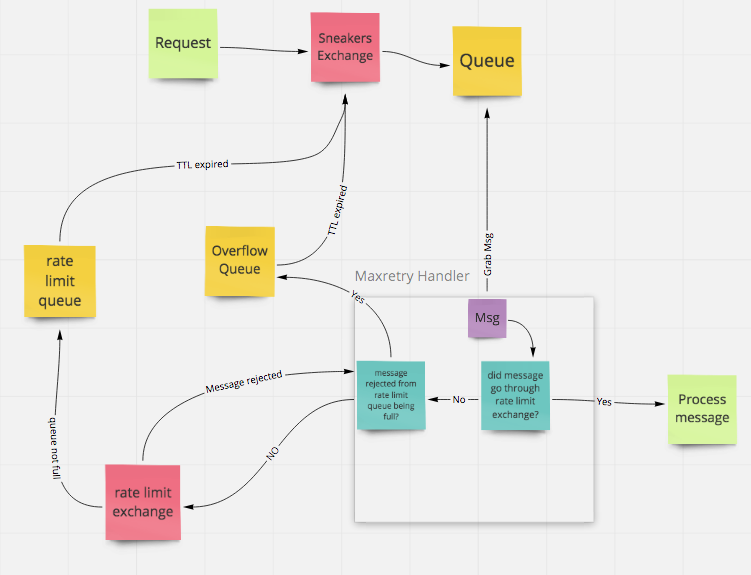 Request
Sneakers
Exchange
Queue
TTL expired
TTL expired
Grab Msg
Overflow
Queue
rate
limit
queue
Maxretry Handler
Yes
Msg
message
rejected from
rate limit
queue being
full?
did message
go through
rate limit
exchange?
No
Yes
Process
message
Message rejected
queue not full
NO
rate limit
exchange